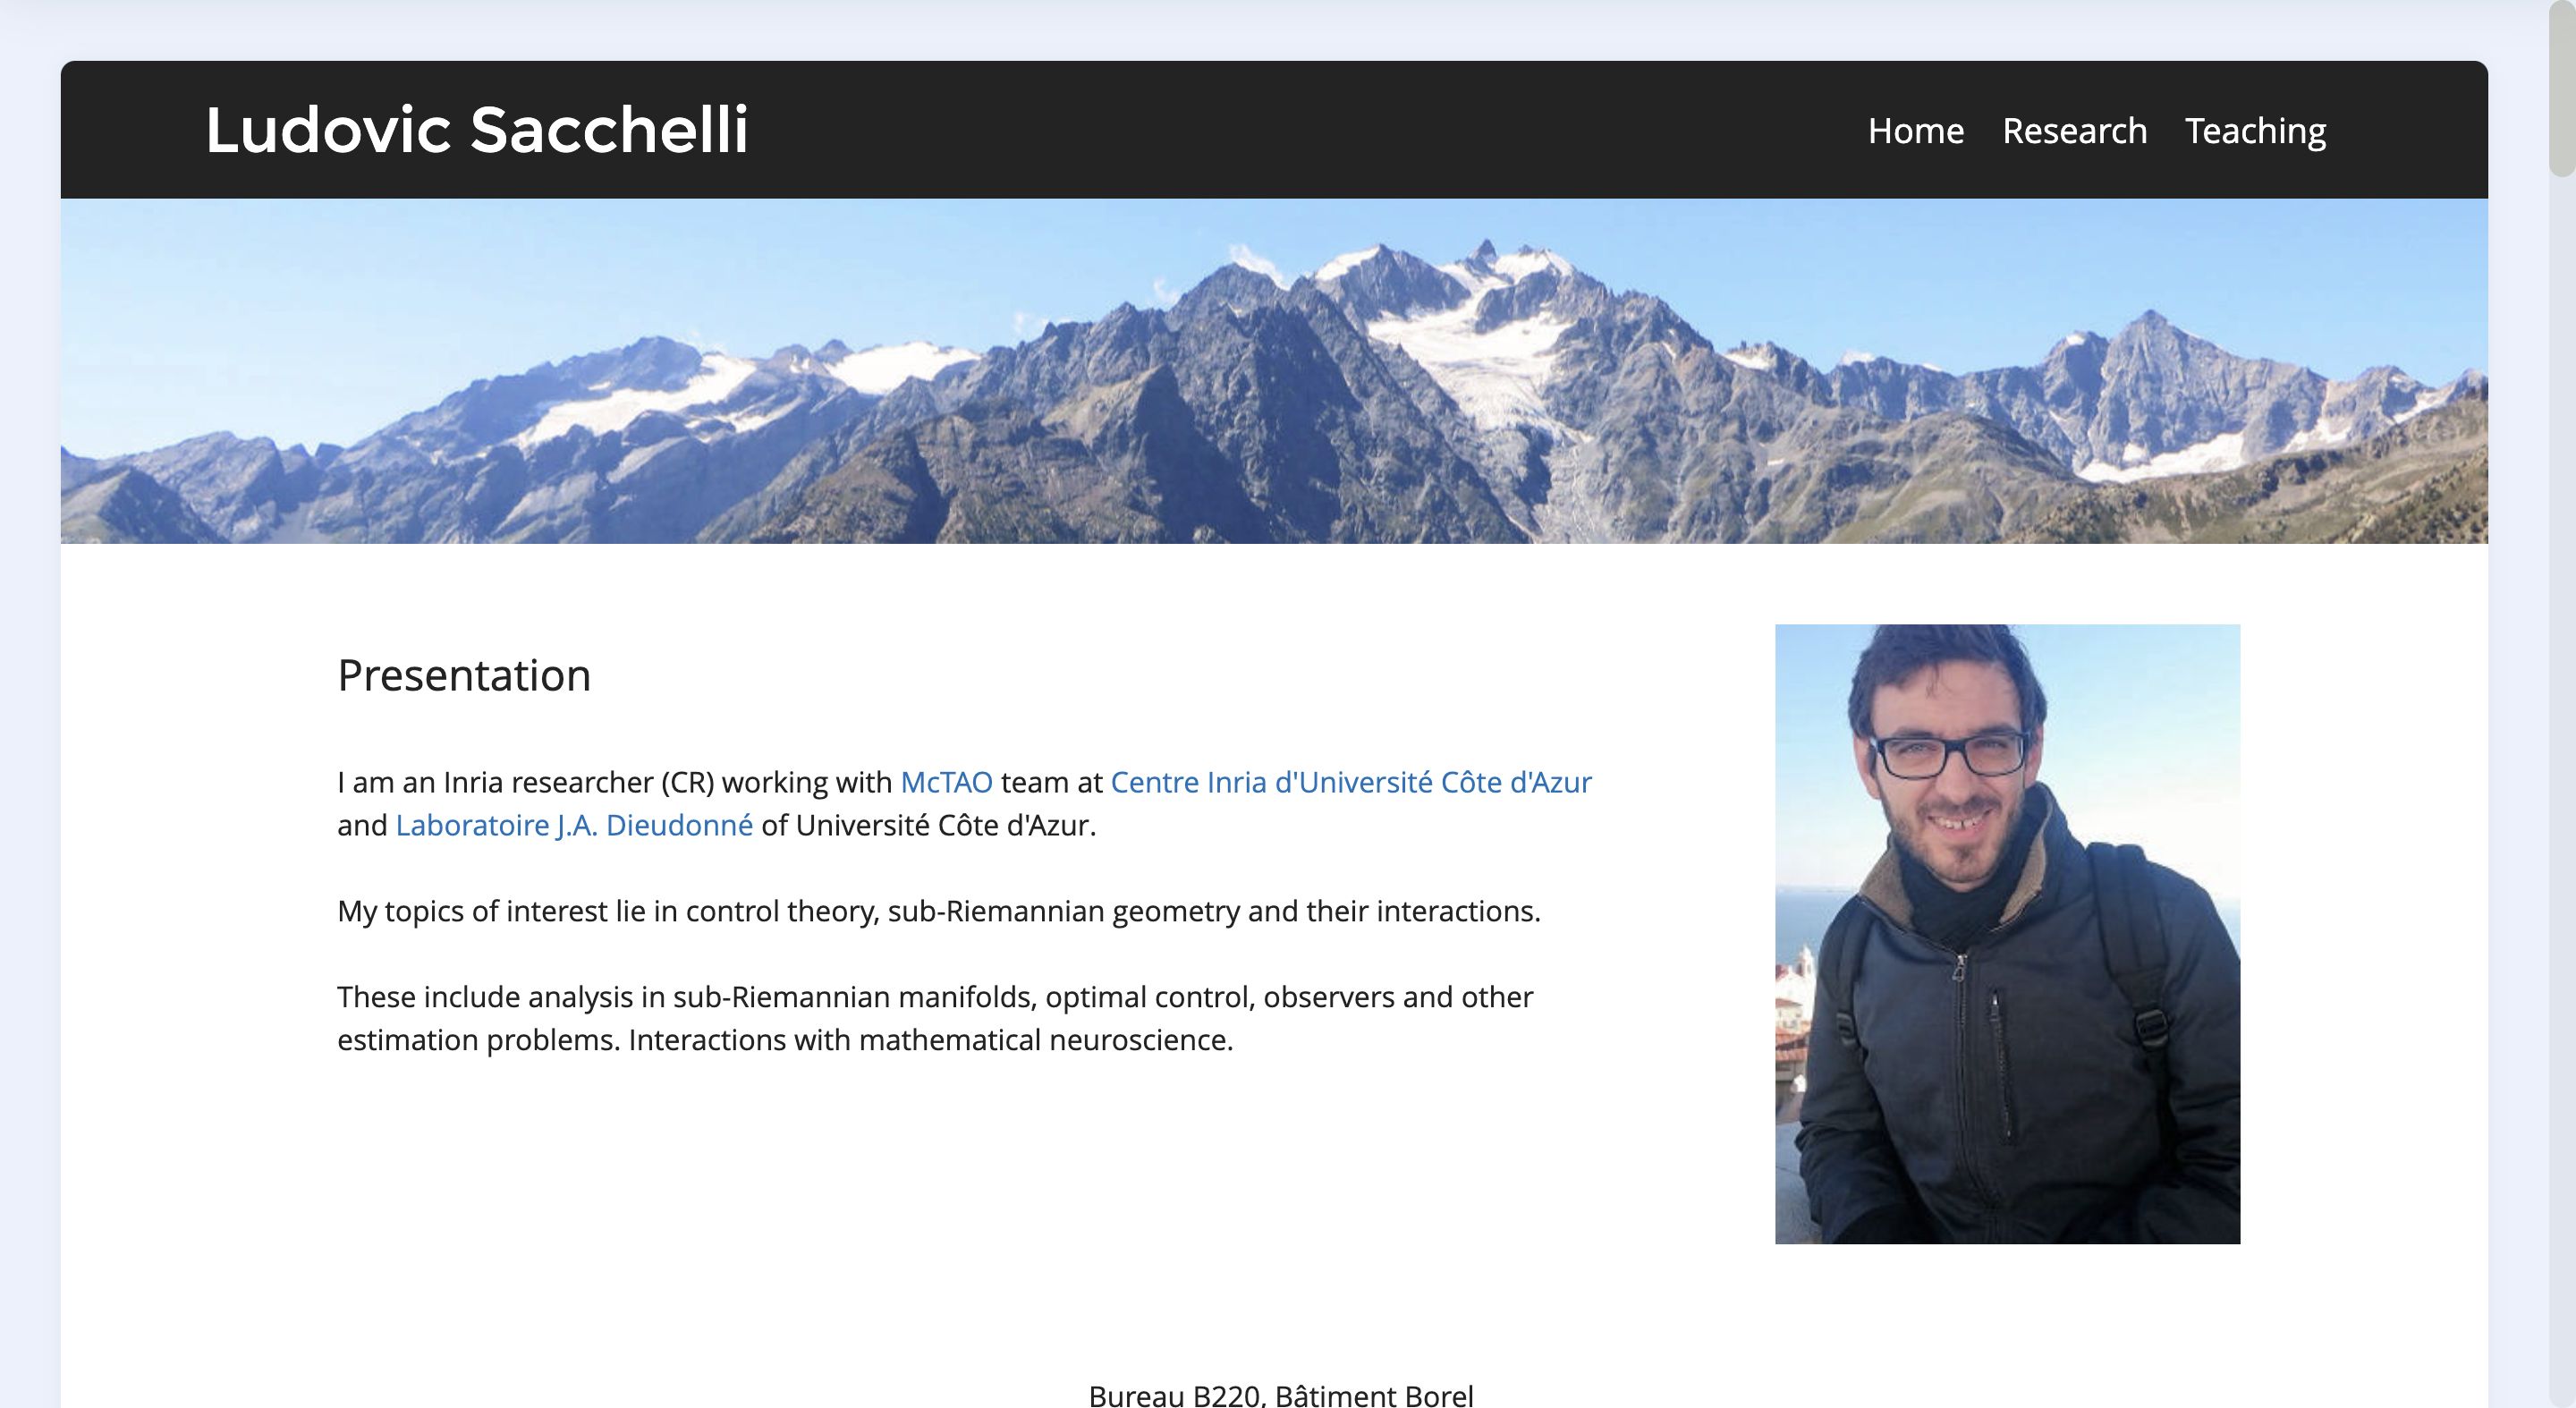 Ludovic Sacchelli
Home Research Teaching
Presentation
I am an Inria researcher (CR) working with McTAO team at Centre Inria d'Université Côte d'Azur
and Laboratoire J.A. Dieudonné of Université Côte d'Azur.
My topics of interest lie in control theory, sub-Riemannian geometry and their interactions.
These include analysis in sub-Riemannian manifolds, optimal control, observers and other
estimation problems. Interactions with mathematical neuroscience.
Bureau B220, Bâtiment Borel